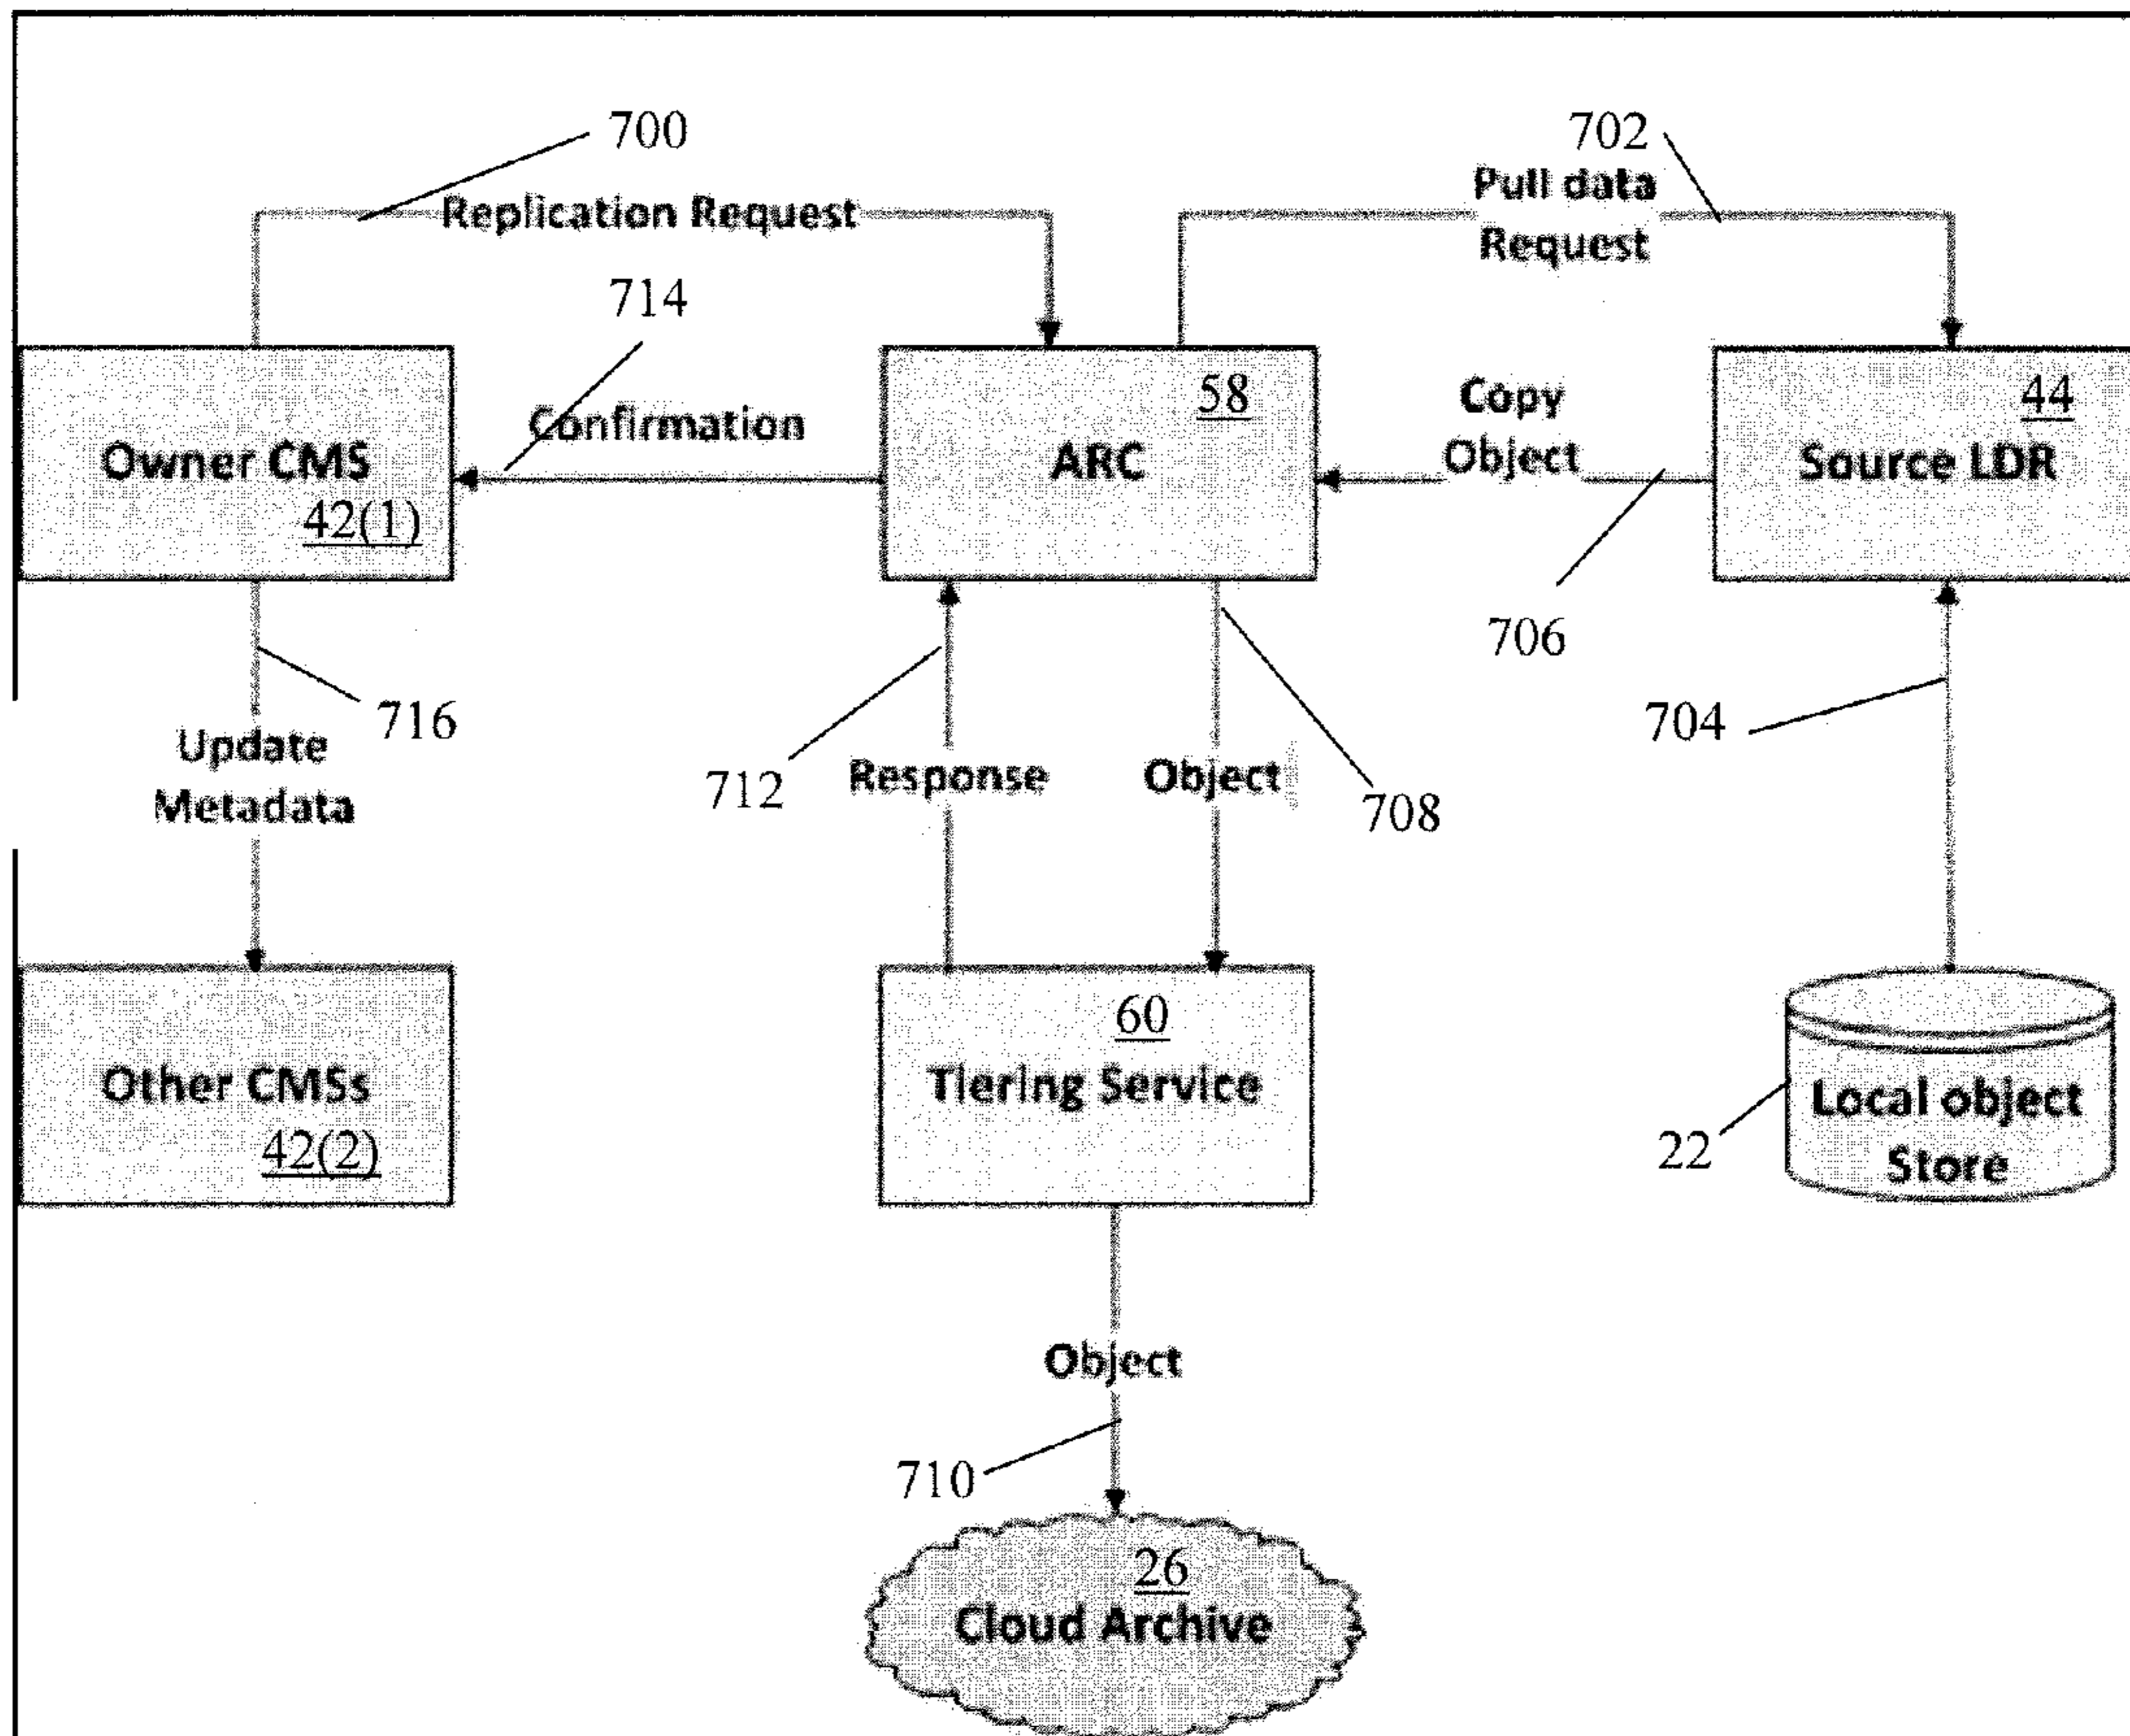 700
Replication Request
702
Pull data
Request
714
Confirmation
Owner CMS
42(1)
58
ARC
Copy
Object
44
Source LDR
706
716
Update
Metadata
712
Response
Object
708
704
Other CMSs
42(2)
60
Tiering Service
22
Local object
Store
Object
710
26
Cloud Archive